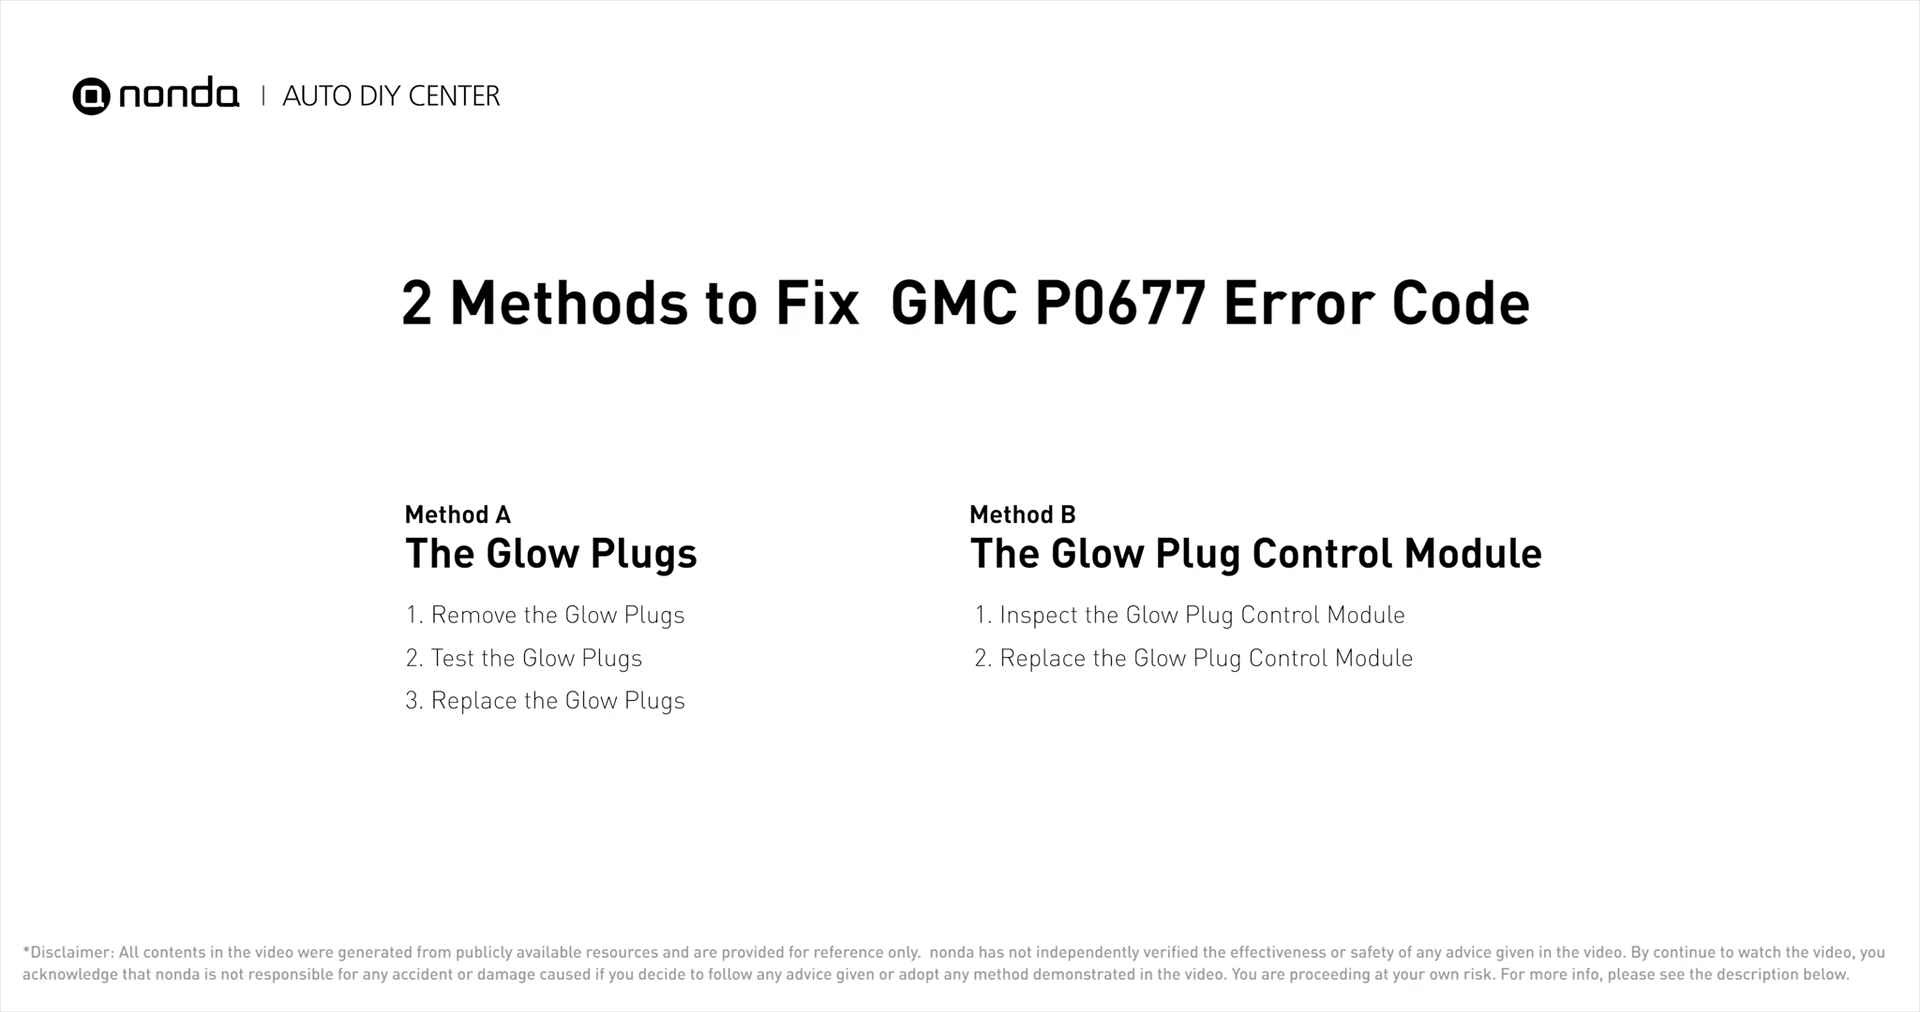 nonda | AUTO DIY CENTER
2 Methods to Fix GMC P0677 Error Code
Method A
The Glow Plugs
1. Remove the Glow Plugs
2. Test the Glow Plugs
3. Replace the Glow Plugs
Method B
The Glow Plug Control Module
1. Inspect the Glow Plug Control Module
2. Replace the Glow Plug Control Module
*Disclaimer: All contents in the video were generated from publicly available resources and are provided for reference only. nonda has not independently verified the effectiveness or safety of any advice given in the video. By continue to watch the video, you
acknowledge that nonda is not responsible for any accident or damage caused if you decide to follow any advice given or adopt any method demonstrated in the video. You are proceeding at your own risk. For more info, please see the description below.